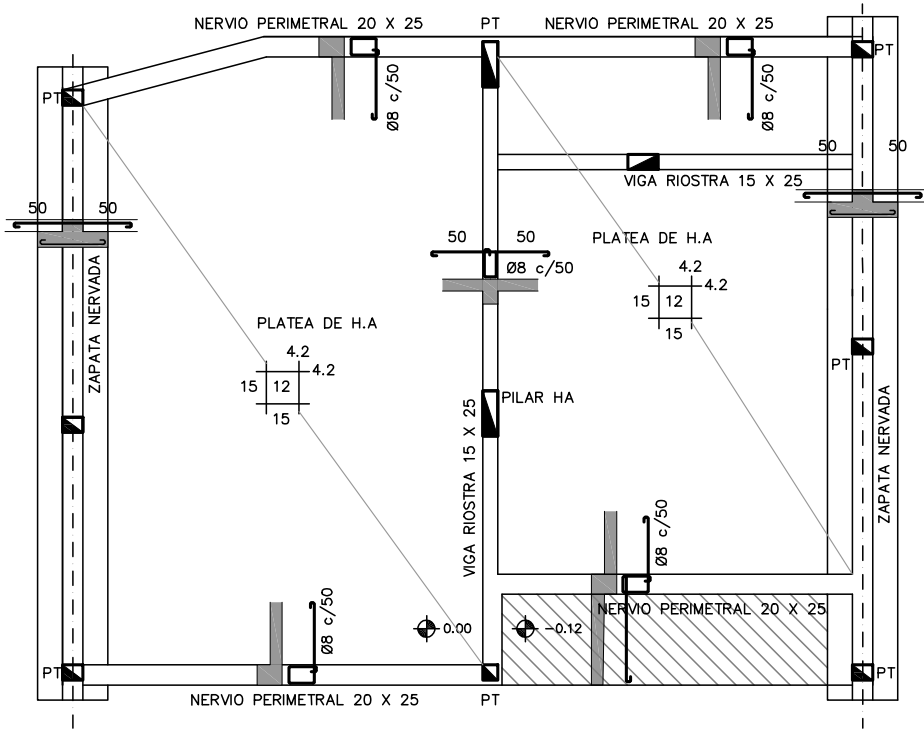 NERVIO PERIMETRAL 20 X 25
PT
NERVIO PERIMETRAL 20 X 25
PT
PT
Ø8 c/50
Ø8 c/50
50
50
VIGA RIOSTRA 15 X 25
50
50
50
50
PLATEA DE H.A
Ø8 c/50
4.2
4.2
15
12
15
ZAPATA NERVADA
PLATEA DE H.A
4.2
4.2
15
12
15
PT
PILAR HA
VIGA RIOSTRA 15 X 25
ZAPATA NERVADA
Ø8 c/50
Ø8 c/50
NERVIO PERIMETRAL 20 X 25
0.00
-0.12
PT
PT
NERVIO PERIMETRAL 20 X 25
PT